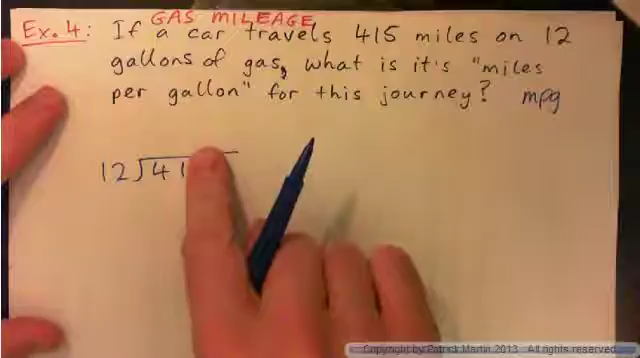 GAS MILEAGE
Ex. 4: If a car travels 415 miles on 12
gallons of gas, what is it's "miles
per gallon" for this journey? mpg
12 41
Copyright by Patrick Martin 2013 All rights reserved